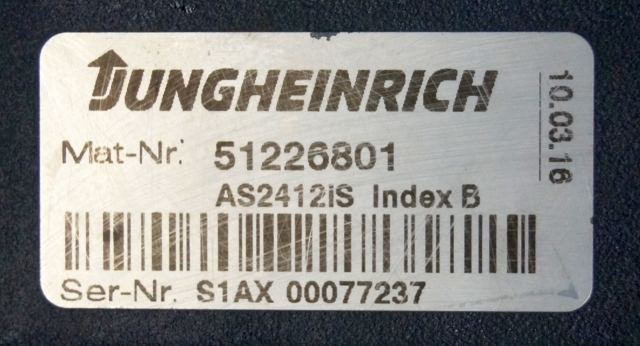 JUNGHEINRICH
Mat-Nr. 51226801
AS2412iS Index B
Ser-Nr. S1AX 00077237
10.03.16